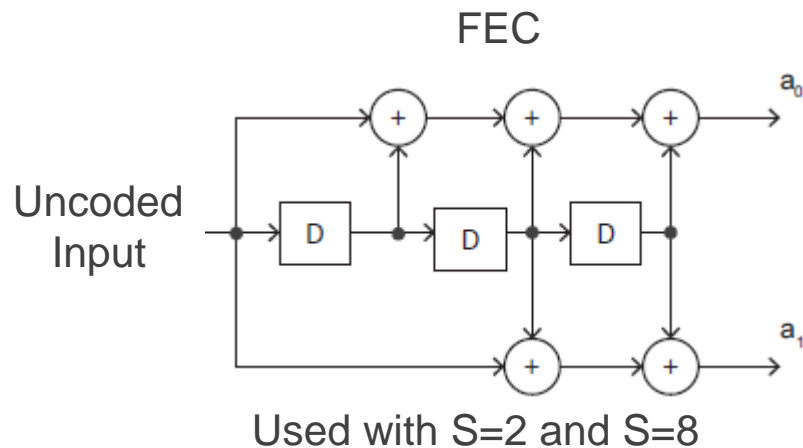 FEC
a₀
+ + +
Uncoded
Input
D D D
a₁
+ +
Used with S=2 and S=8